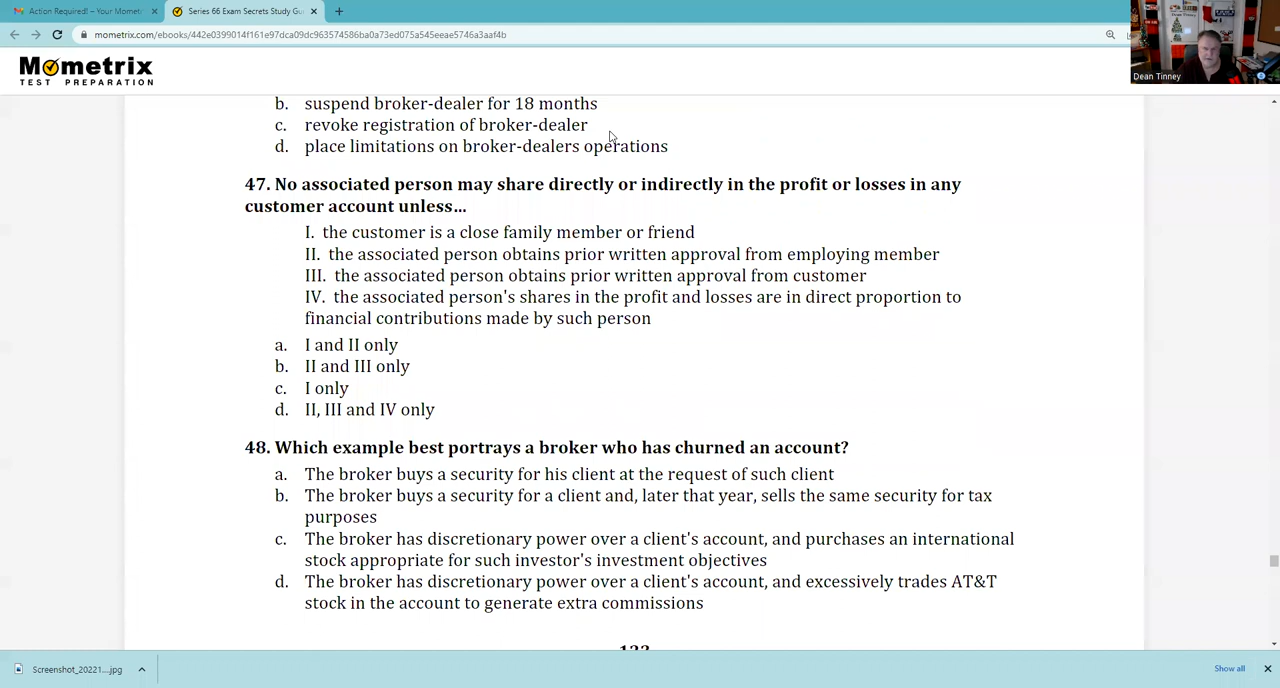 Action Required! – Your Momet
Series 66 Exam Secrets Study Gu
mometrix.com/ebooks/442e0399014f161e97dca09dc963574586ba0a73ed075a545eeae5746a3aaf4b
Mometrix
TEST PREPARATION
Dean Tinney
b. suspend broker-dealer for 18 months
c. revoke registration of broker-dealer
d. place limitations on broker-dealers operations
47. No associated person may share directly or indirectly in the profit or losses in any
customer account unless…
I. the customer is a close family member or friend
II. the associated person obtains prior written approval from employing member
III. the associated person obtains prior written approval from customer
IV. the associated person's shares in the profit and losses are in direct proportion to
financial contributions made by such person
a. I and II only
b. II and III only
c. I only
d. II, III and IV only
48. Which example best portrays a broker who has churned an account?
a. The broker buys a security for his client at the request of such client
b. The broker buys a security for a client and, later that year, sells the same security for tax
purposes
c. The broker has discretionary power over a client's account, and purchases an international
stock appropriate for such investor's investment objectives
d. The broker has discretionary power over a client's account, and excessively trades AT&T
stock in the account to generate extra commissions
Screenshot_20221....jpg
Show all